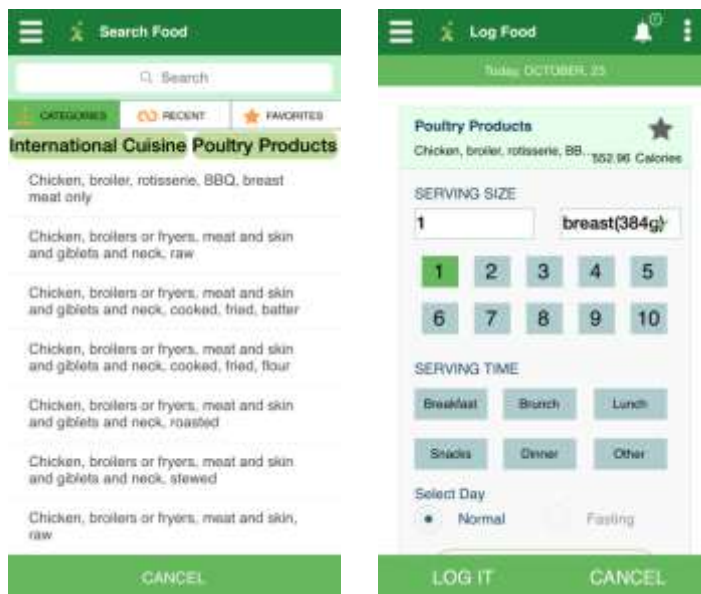 Search Food
Search
CATEGORIES RECENT FAVORITES
International Cuisine Poultry Products
Chicken, broiler, rotisserie, BBQ, breast
meat only
Chicken, broilers or fryers, meat and skin
and giblets and neck, raw
Chicken, broilers or fryers, meat and skin
and giblets and neck, cooked, fried, batter
Chicken, broilers or fryers, meat and skin
and giblets and neck, cooked, fried, flour
Chicken, broilers or fryers, meat and skin
and giblets and neck, roasted
Chicken, broilers or fryers, meat and skin
and giblets and neck, stewed
Chicken, broilers or fryers, meat and skin,
raw
CANCEL
Log Food
Today, OCTOBER, 25
Poultry Products
Chicken, broiler, rotisserie, BB...
552.96 Calories
SERVING SIZE
1 breast(384g)
1 2 3 4 5
6 7 8 9 10
SERVING TIME
Breakfast Brunch Lunch
Snacks Dinner Other
Select Day
Normal Fasting
LOG IT CANCEL